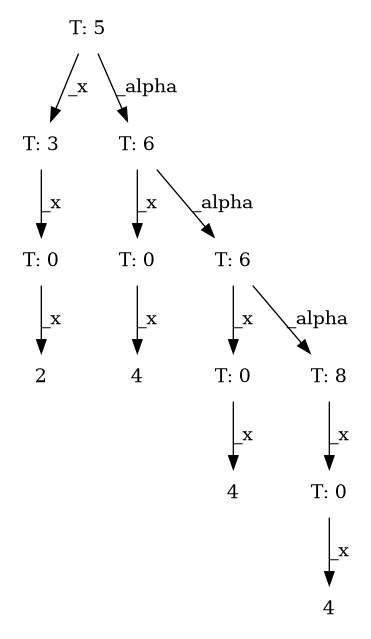 T: 5
_x
_alpha
T: 3
T: 6
_x
_x
_alpha
T: 0
T: 0
T: 6
_x
_x
_x
_alpha
2
4
T: 0
T: 8
_x
_x
4
T: 0
_x
4